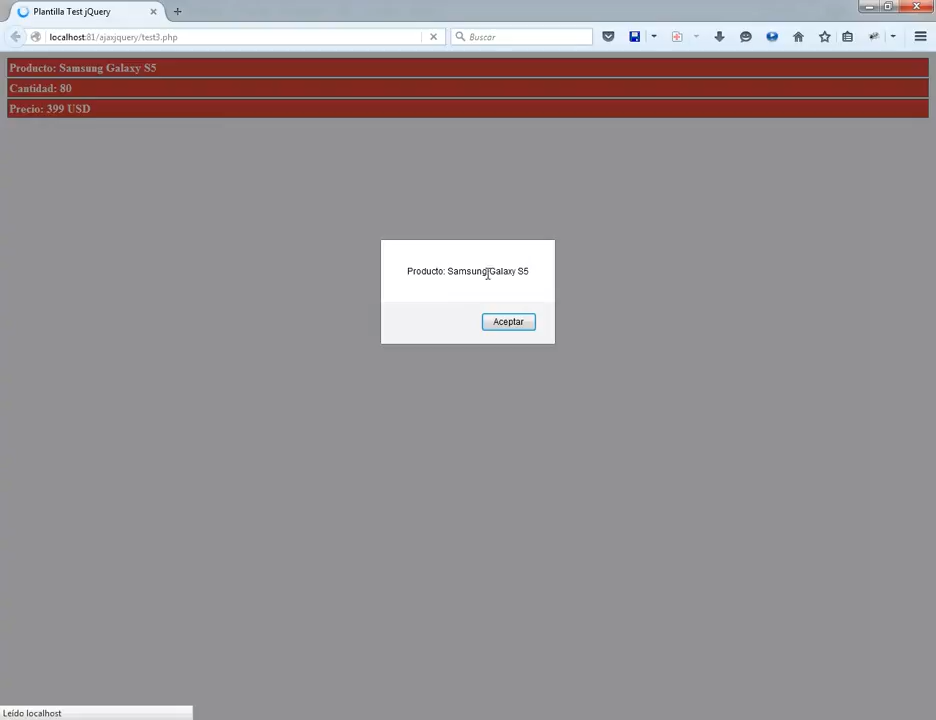 Plantilla Test jQuery
localhost:81/ajaxjquery/test3.php
Buscar
Producto: Samsung Galaxy S5
Cantidad: 80
Precio: 399 USD
Producto: Samsung Galaxy S5
Aceptar
Leído localhost